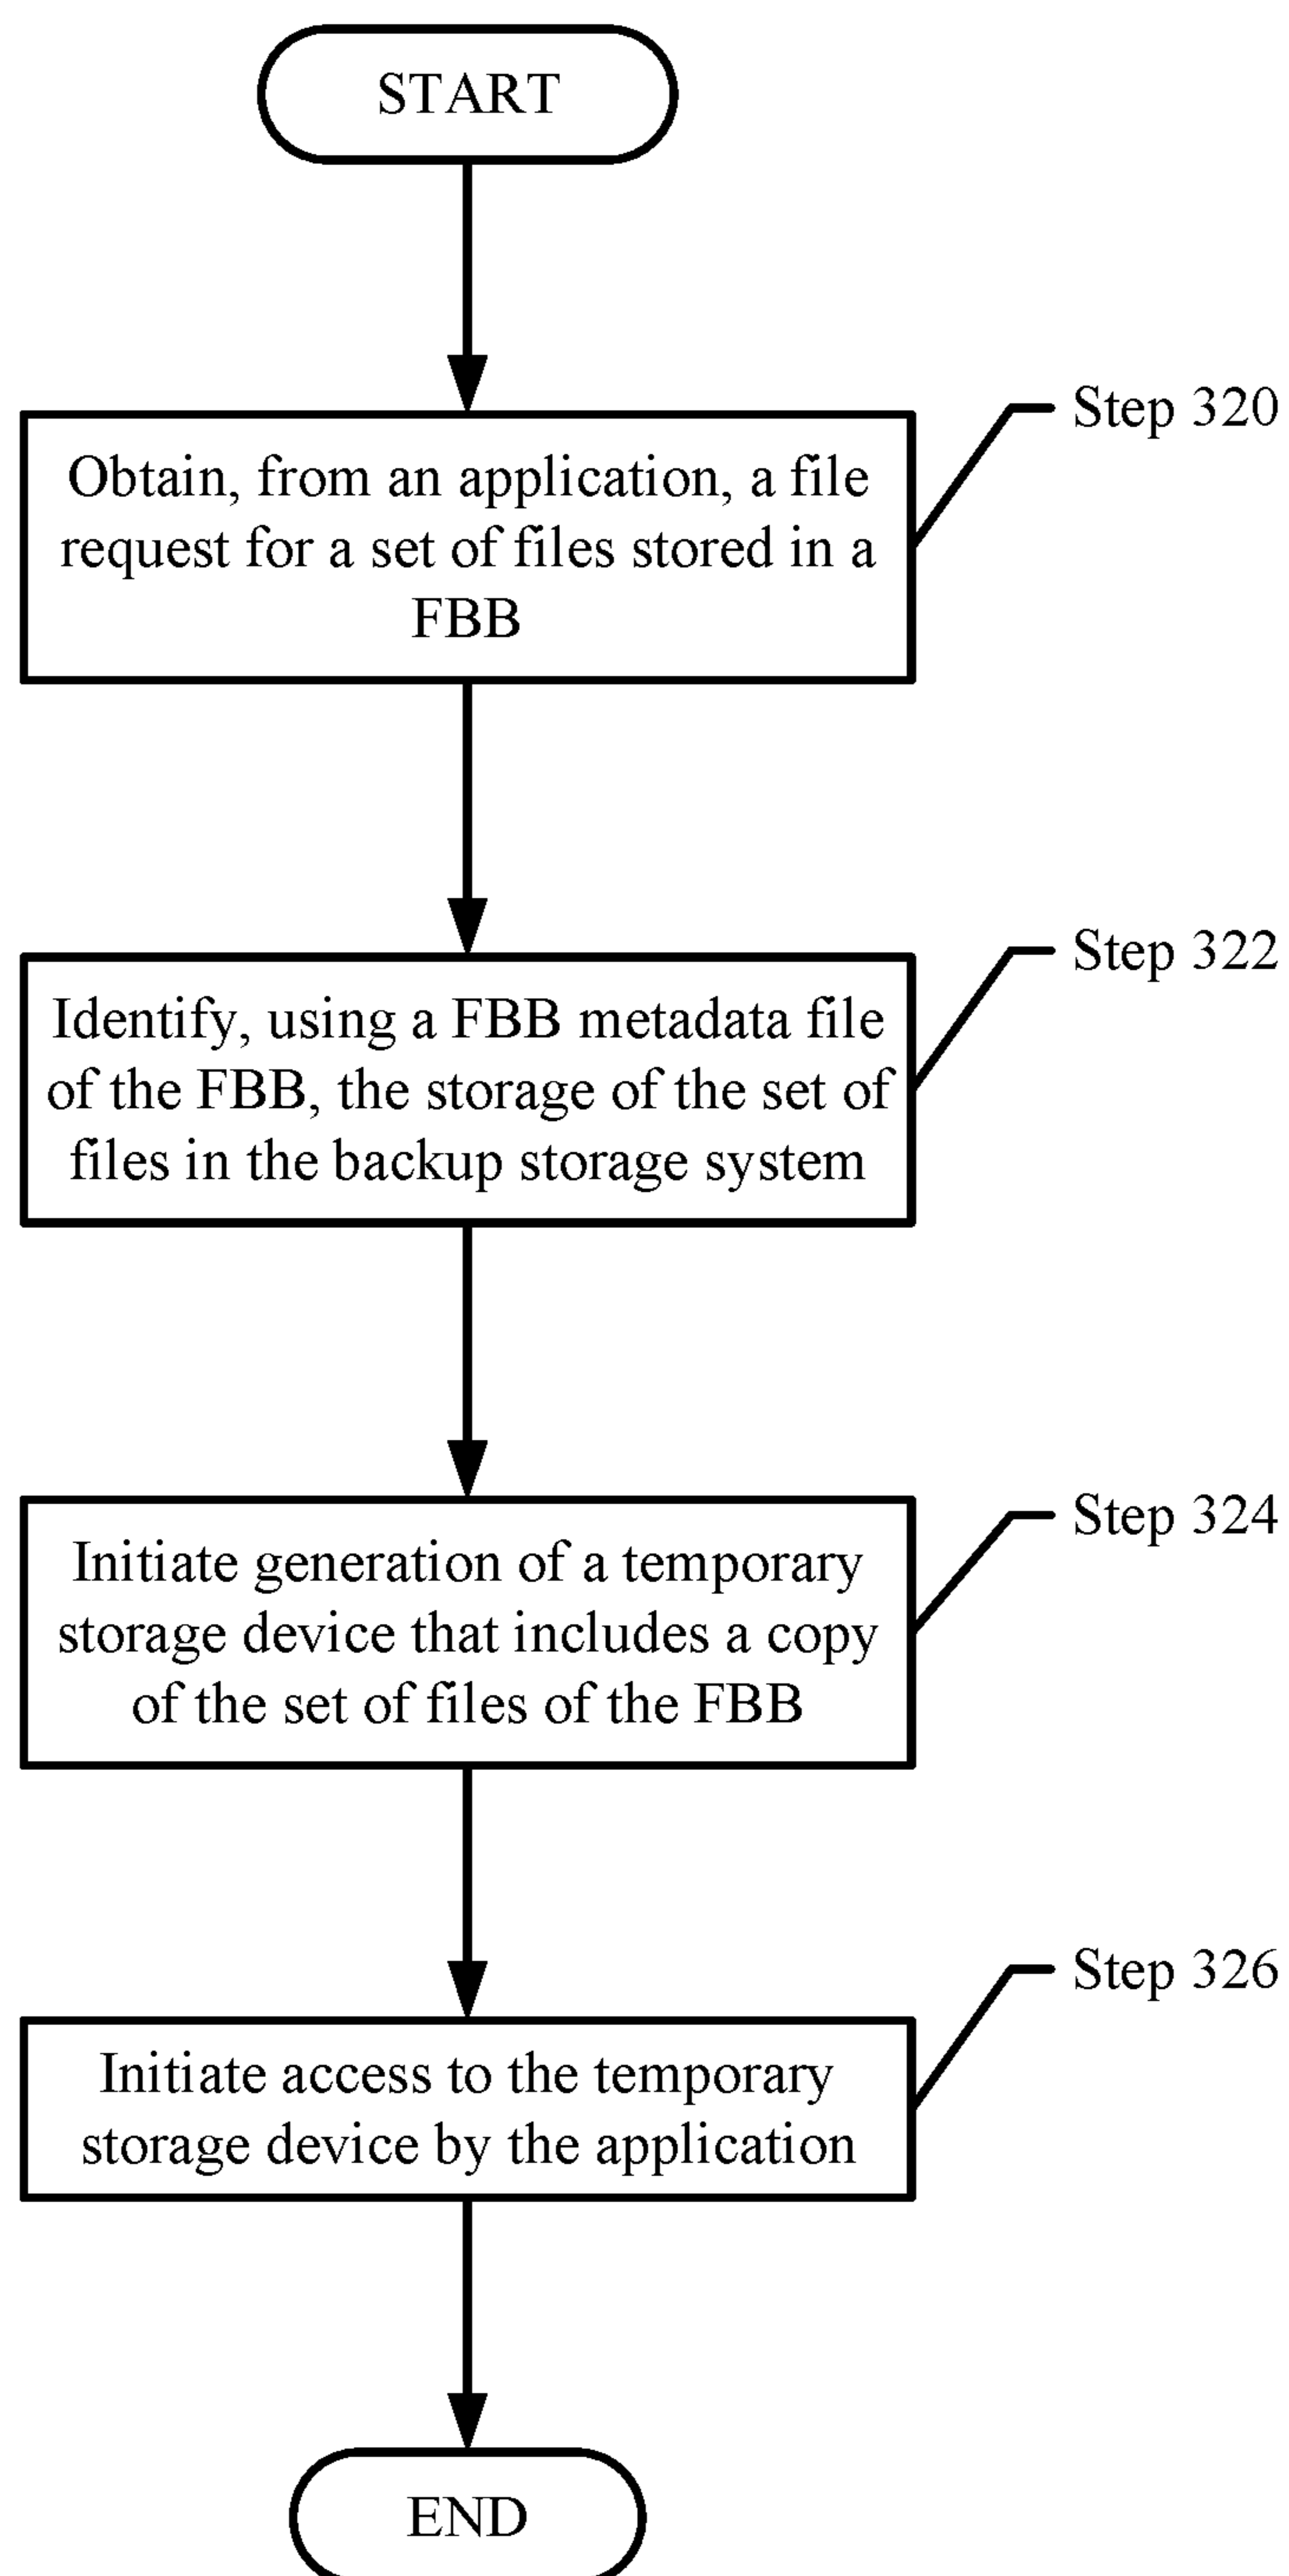 START
Step 320
Obtain, from an application, a file
request for a set of files stored in a
FBB
Step 322
Identify, using a FBB metadata file
of the FBB, the storage of the set of
files in the backup storage system
Step 324
Initiate generation of a temporary
storage device that includes a copy
of the set of files of the FBB
Step 326
Initiate access to the temporary
storage device by the application
END